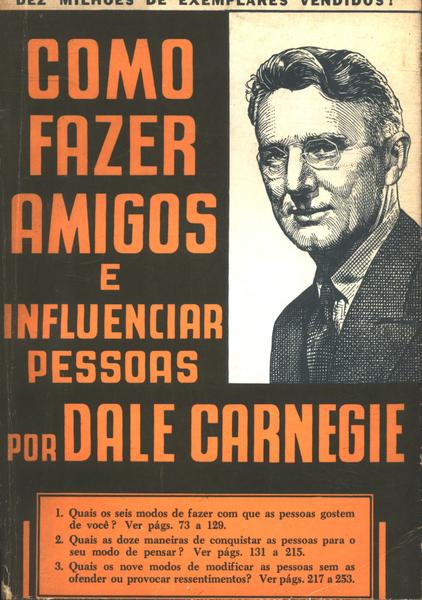 DEZ MILHÕES DE EXEMPLARES VENDIDOS!
COMO
FAZER
AMIGOS
E
INFLUENCIAR
PESSOAS
POR DALE CARNEGIE
1. Quais os seis modos de fazer com que as pessoas gostem
de você? Ver págs. 73 a 129.
2. Quais as doze maneiras de conquistar as pessoas para o
seu modo de pensar? Ver págs. 131 a 215.
3. Quais os nove modos de modificar as pessoas sem as
ofender ou provocar ressentimentos? Ver págs. 217 a 253.